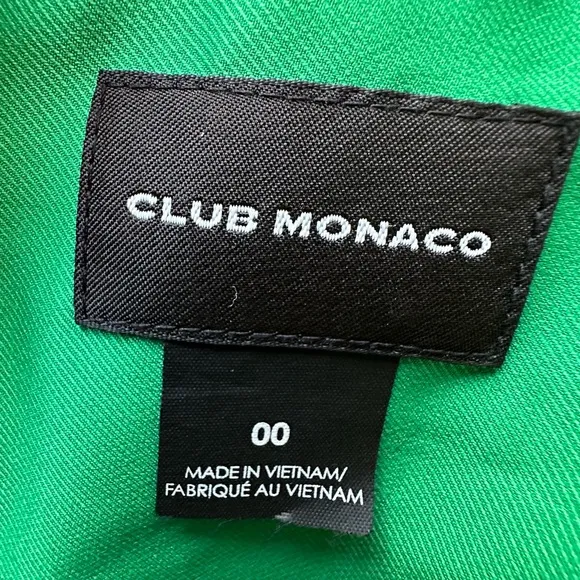 CLUB MONACO
00
MADE IN VIETNAM/
FABRIQUÉ AU VIETNAM